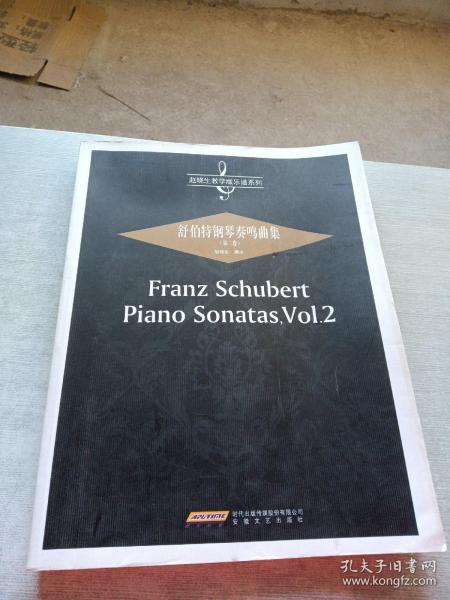 赵晓生教学版乐谱系列
舒伯特钢琴奏鸣曲集
（第二卷）
Franz Schubert
Piano Sonatas,Vol.2
时代出版传媒股份有限公司
安徽文艺出版社
孔夫子旧书网
www.kongfz.com